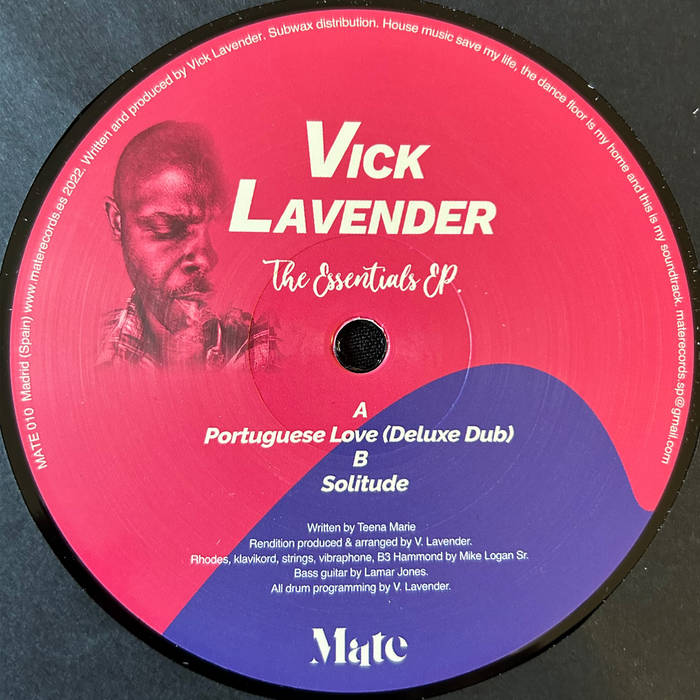 MATE 010 Madrid (Spain) www.materecords.es 2022. Written and produced by Vick Lavender. Subwax distribution. House music save my life, the dance floor is my home and this is my soundtrack. materecords.sp@gmail.com
VICK
LAVENDER
The Essentials EP.
A
Portuguese Love (Deluxe Dub)
B
Solitude
Written by Teena Marie
Rendition produced & arranged by V. Lavender.
Rhodes, klavikord, strings, vibraphone, B3 Hammond by Mike Logan Sr.
Bass guitar by Lamar Jones.
All drum programming by V. Lavender.
Mate